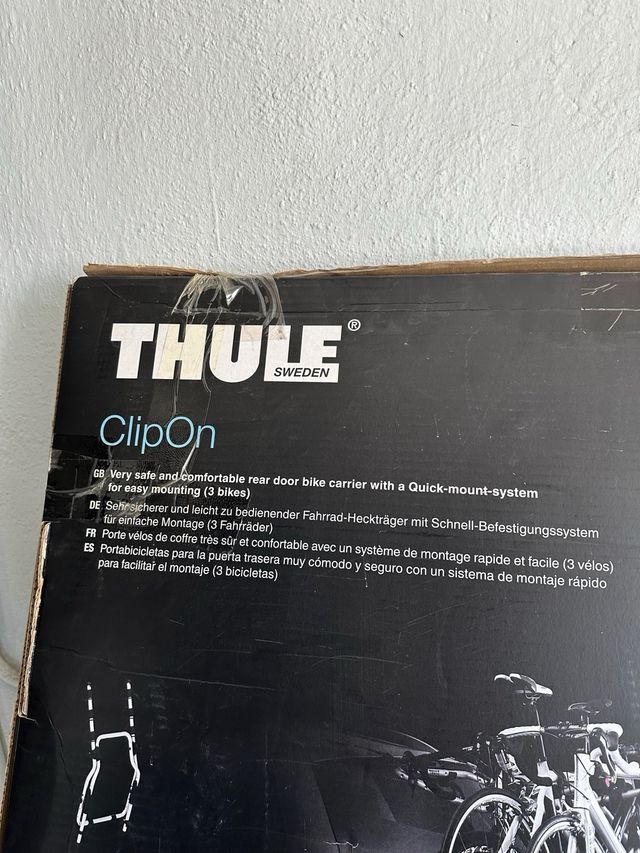 THULE®
SWEDEN
ClipOn
GB Very safe and comfortable rear door bike carrier with a Quick-mount-system
for easy mounting (3 bikes)
DE Sehr sicherer und leicht zu bedienender Fahrrad-Heckträger mit Schnell-Befestigungssystem
für einfache Montage (3 Fahrräder)
FR Porte vélos de coffre très sûr et confortable avec un système de montage rapide et facile (3 vélos)
ES Portabicicletas para la puerta trasera muy cómodo y seguro con un sistema de montaje rápido
para facilitar el montaje (3 bicicletas)